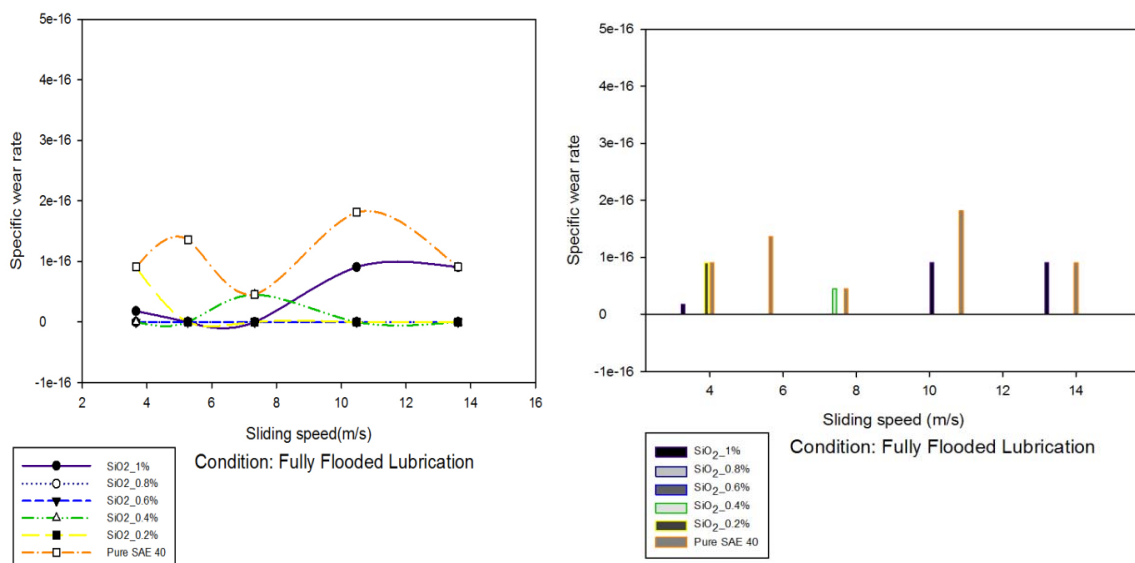 5e-16
4e-16
3e-16
2e-16
1e-16
0
-1e-16
Specific wear rate
2 4 6 8 10 12 14 16
Sliding speed(m/s)
Condition: Fully Flooded Lubrication
SiO2_1%
SiO2_0.8%
SiO2_0.6%
SiO2_0.4%
SiO2_0.2%
Pure SAE 40
5e-16
4e-16
3e-16
2e-16
1e-16
0
-1e-16
Specific wear rate
4 6 8 10 12 14
Sliding speed (m/s)
Condition: Fully Flooded Lubrication
SiO₂_1%
SiO₂_0.8%
SiO₂_0.6%
SiO₂_0.4%
SiO₂_0.2%
Pure SAE 40